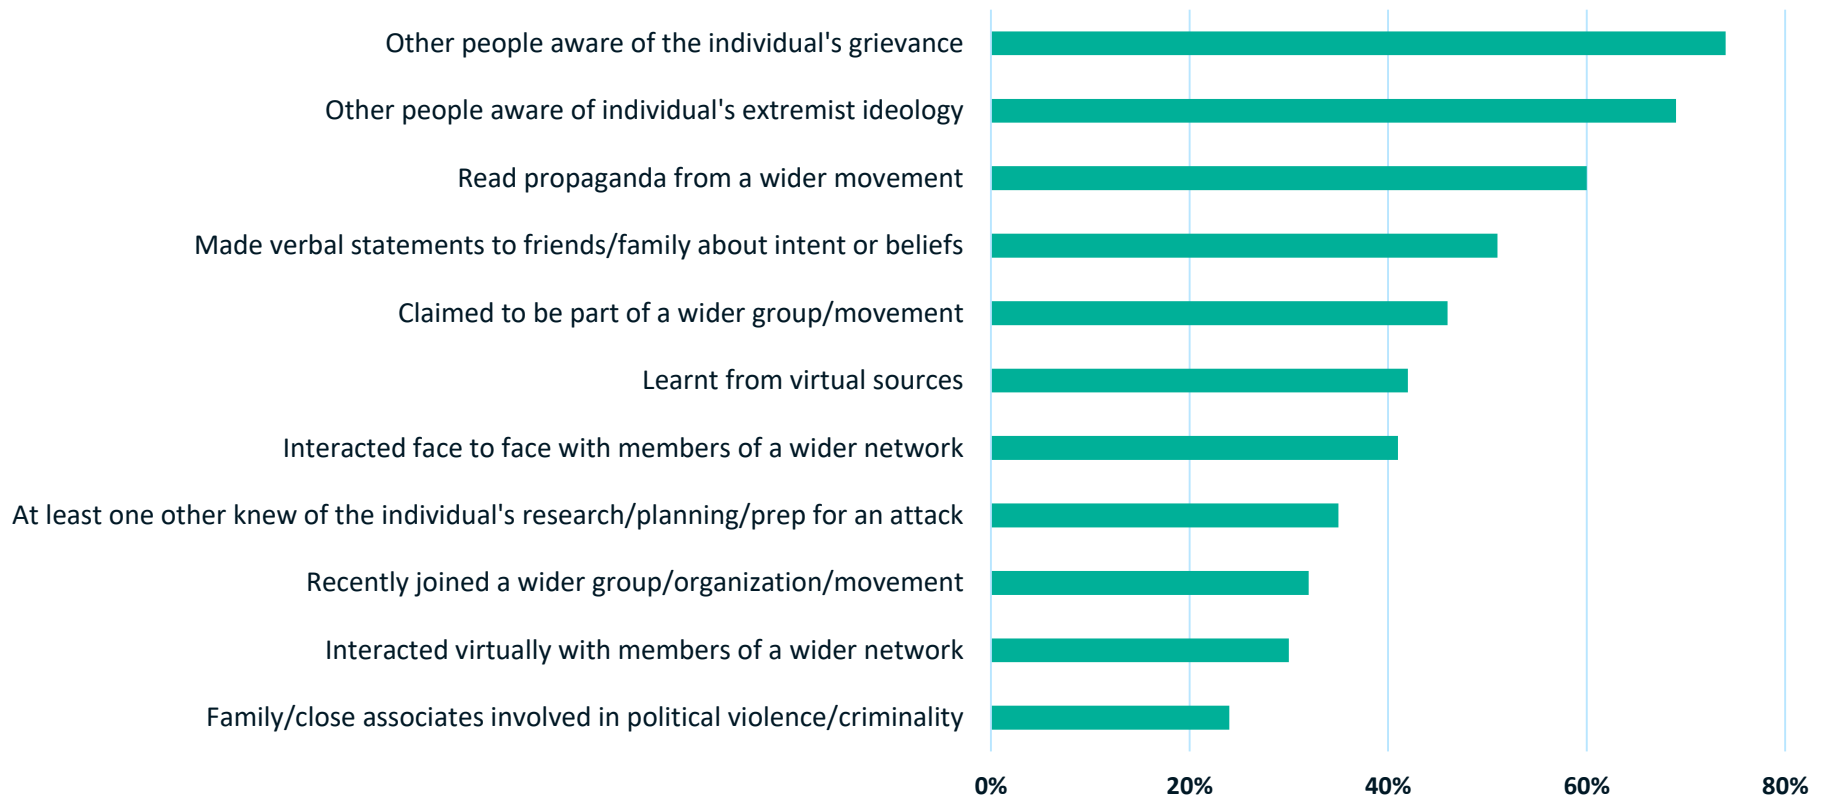 Other people aware of the individual's grievance
Other people aware of individual's extremist ideology
Read propaganda from a wider movement
Made verbal statements to friends/family about intent or beliefs
Claimed to be part of a wider group/movement
Learnt from virtual sources
Interacted face to face with members of a wider network
At least one other knew of the individual's research/planning/prep for an attack
Recently joined a wider group/organization/movement
Interacted virtually with members of a wider network
Family/close associates involved in political violence/criminality
0% 20% 40% 60% 80%